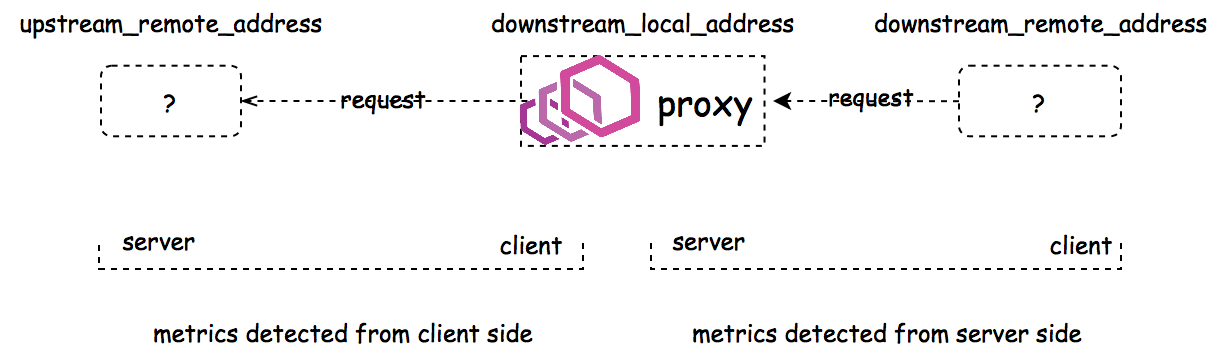 upstream_remote_address downstream_local_address downstream_remote_address
? request proxy request ?
server client server client
metrics detected from client side metrics detected from server side